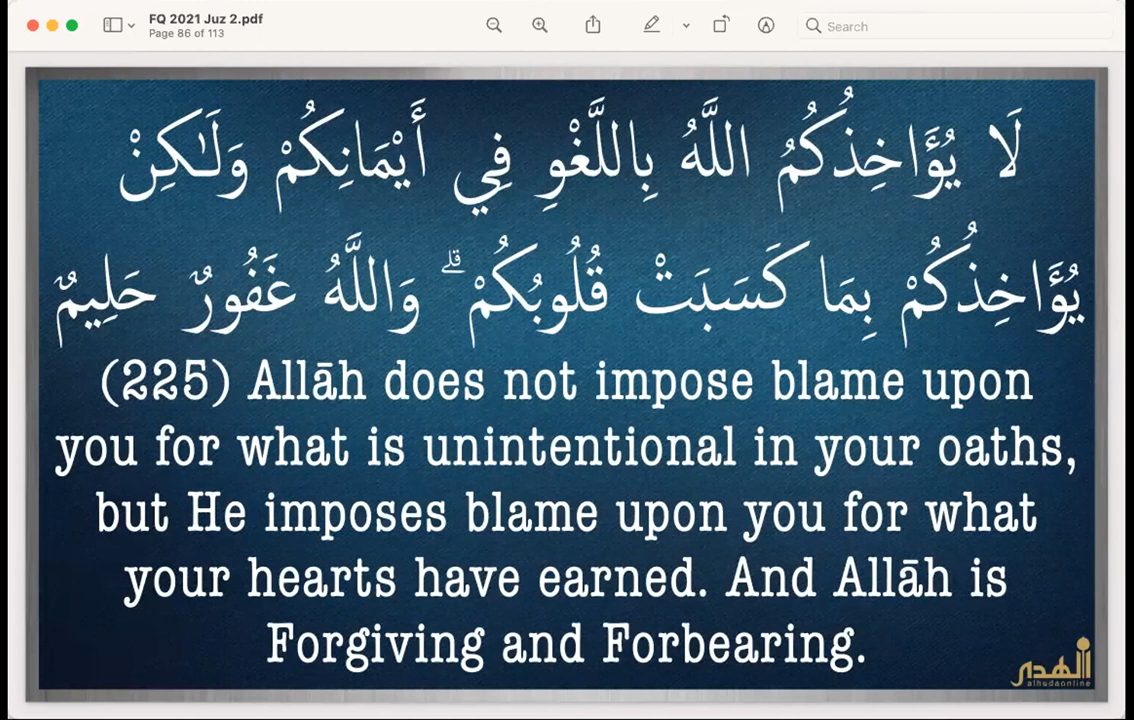 FQ 2021 Juz 2.pdf
Page 86 of 113
Search
لَا يُؤَاخِذُكُمُ اللَّهُ بِاللَّغْوِ فِي أَيْمَانِكُمْ وَلَٰكِنْ
يُؤَاخِذُكُمْ بِمَا كَسَبَتْ قُلُوبُكُمْ ۗ وَاللَّهُ غَفُورٌ حَلِيمٌ
(225) Allāh does not impose blame upon
you for what is unintentional in your oaths,
but He imposes blame upon you for what
your hearts have earned. And Allāh is
Forgiving and Forbearing.
الهدى
alhudaonline